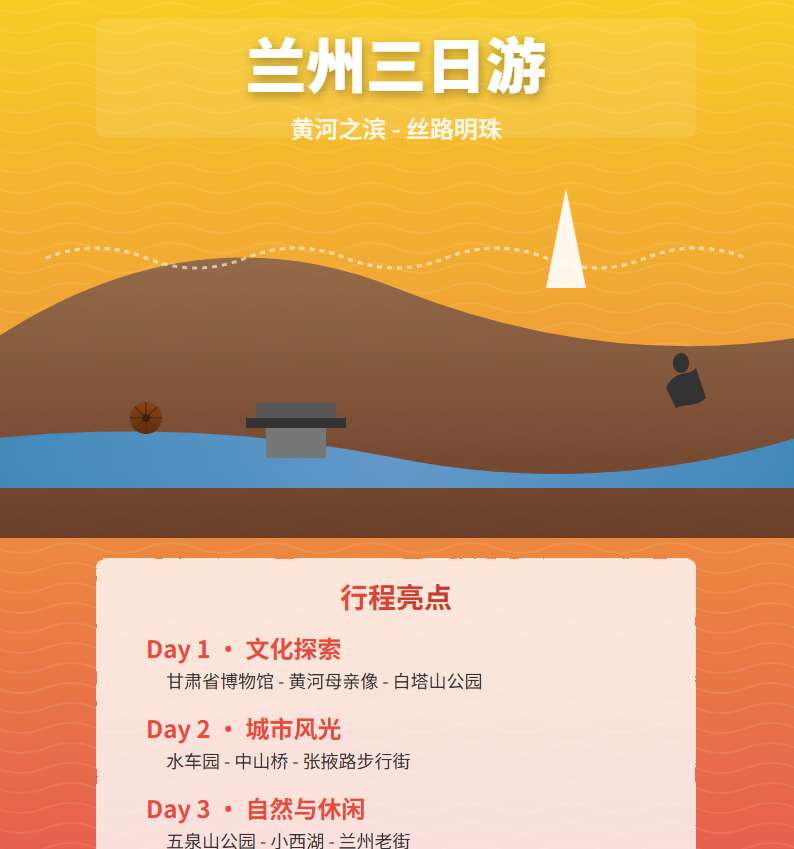 兰州三日游
黄河之滨 - 丝路明珠
行程亮点
Day 1 • 文化探索
甘肃省博物馆 - 黄河母亲像 - 白塔山公园
Day 2 • 城市风光
水车园 - 中山桥 - 张掖路步行街
Day 3 • 自然与休闲
五泉山公园 - 小西湖 - 兰州老街